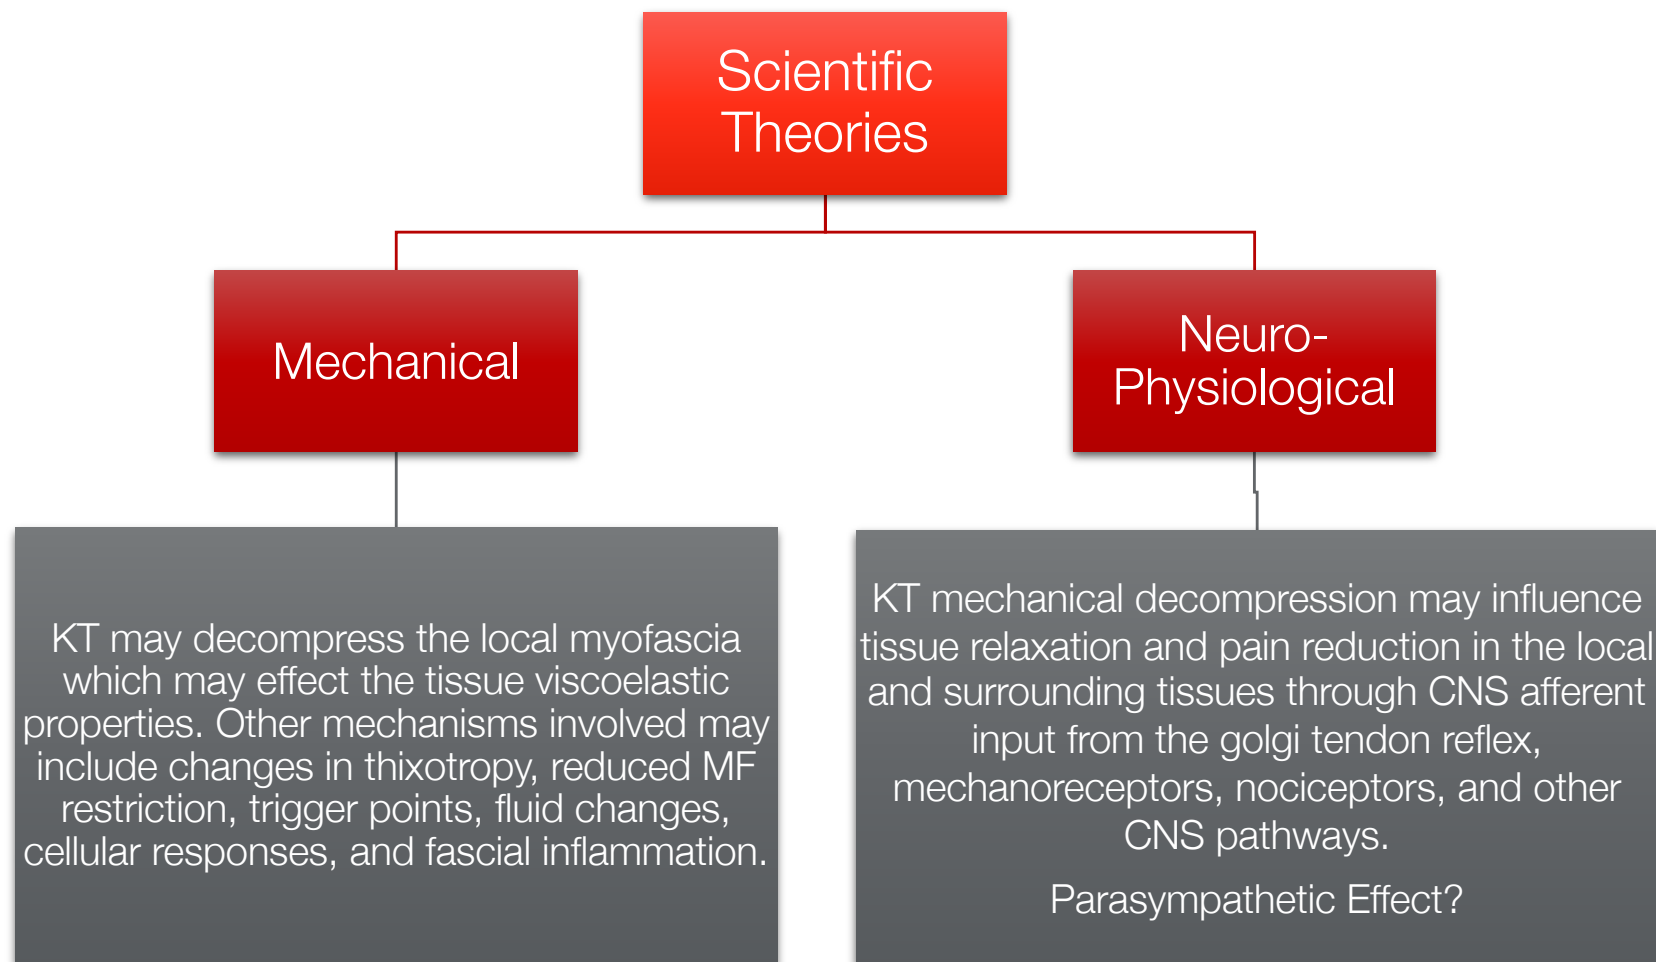 Scientific
Theories
Mechanical
Neuro-
Physiological
KT may decompress the local myofascia
which may effect the tissue viscoelastic
properties. Other mechanisms involved may
include changes in thixotropy, reduced MF
restriction, trigger points, fluid changes,
cellular responses, and fascial inflammation.
KT mechanical decompression may influence
tissue relaxation and pain reduction in the local
and surrounding tissues through CNS afferent
input from the golgi tendon reflex,
mechanoreceptors, nociceptors, and other
CNS pathways.
Parasympathetic Effect?